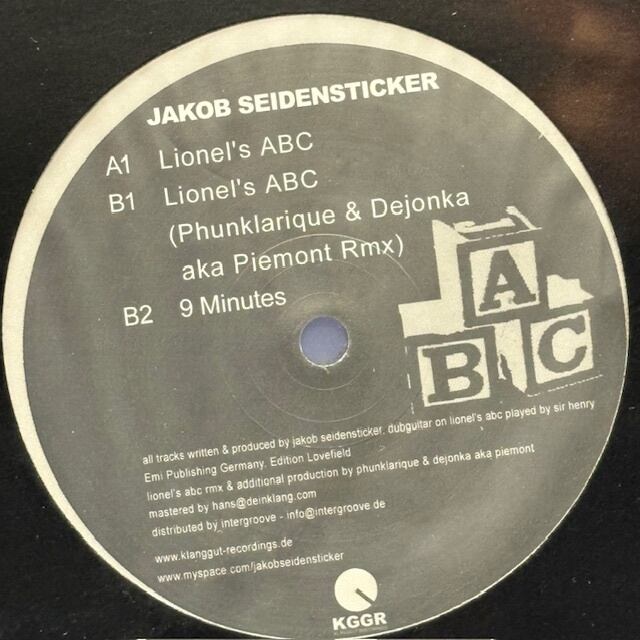 JAKOB SEIDENSTICKER
A1 Lionel's ABC
B1 Lionel's ABC
(Phunklarique & Dejonka
aka Piemont Rmx)
B2 9 Minutes
A
B C
all tracks written & produced by jakob seidensticker. dubguitar on lionel's abc played by sir henry
Emi Publishing Germany. Edition Lovefield
lionel's abc rmx & additional production by phunklarique & dejonka aka piemont
mastered by hans@deinklang.com
distributed by intergroove - info@intergroove.de
www.klanggut-recordings.de
www.myspace.com/jakobseidensticker
KGGR